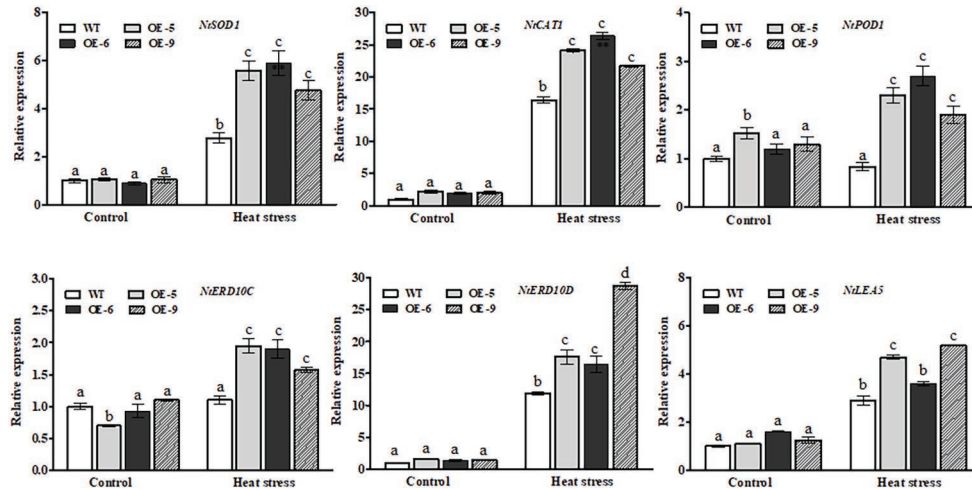 NtSOD1
WT OE-5
OE-6 OE-9
Relative expression
8
6
4
2
0
a a a a
b c c c
**
Control Heat stress
NtCAT1
WT OE-5
OE-6 OE-9
Relative expression
30
25
20
15
10
5
0
a a a a
b c c c
**
Control Heat stress
NtPOD1
WT OE-5
OE-6 OE-9
Relative expression
4
3
2
1
0
a b a a
a c c c
Control Heat stress
NtERD10C
WT OE-5
OE-6 OE-9
Relative expression
3.0
2.5
2.0
1.5
1.0
0.5
0.0
a b a a
a c c c
Control Heat stress
NtERD10D
WT OE-5
OE-6 OE-9
Relative expression
30
25
20
15
10
5
0
a a a a
b c c d
Control Heat stress
NtLEA5
WT OE-5
OE-6 OE-9
Relative expression
8
6
4
2
0
a a a a
b c b c
Control Heat stress